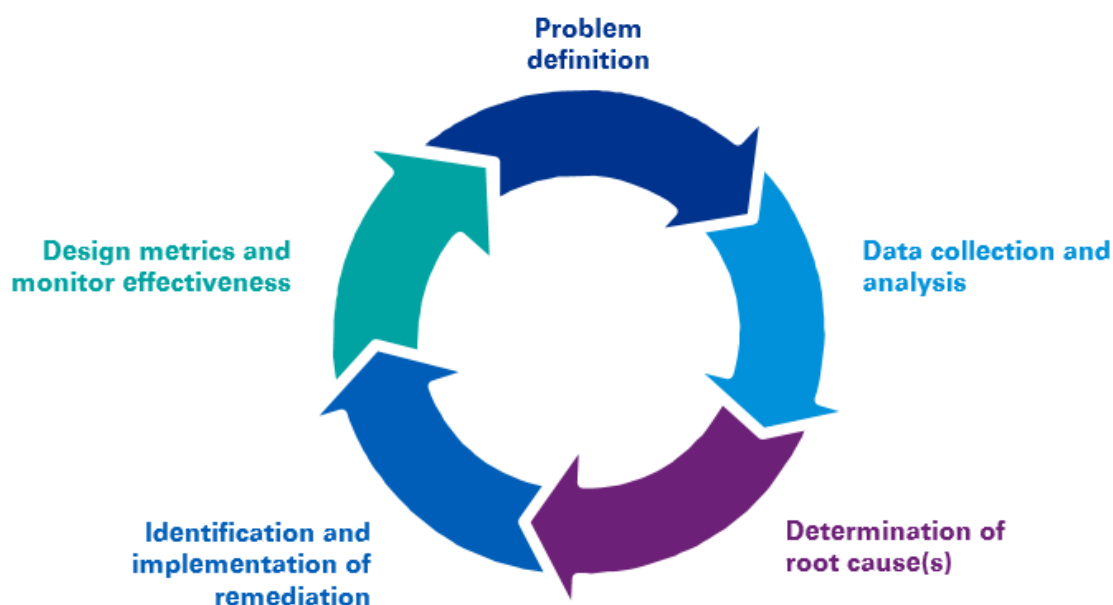 Problem
definition
Data collection and
analysis
Determination of
root cause(s)
Identification and
implementation of
remediation
Design metrics and
monitor effectiveness